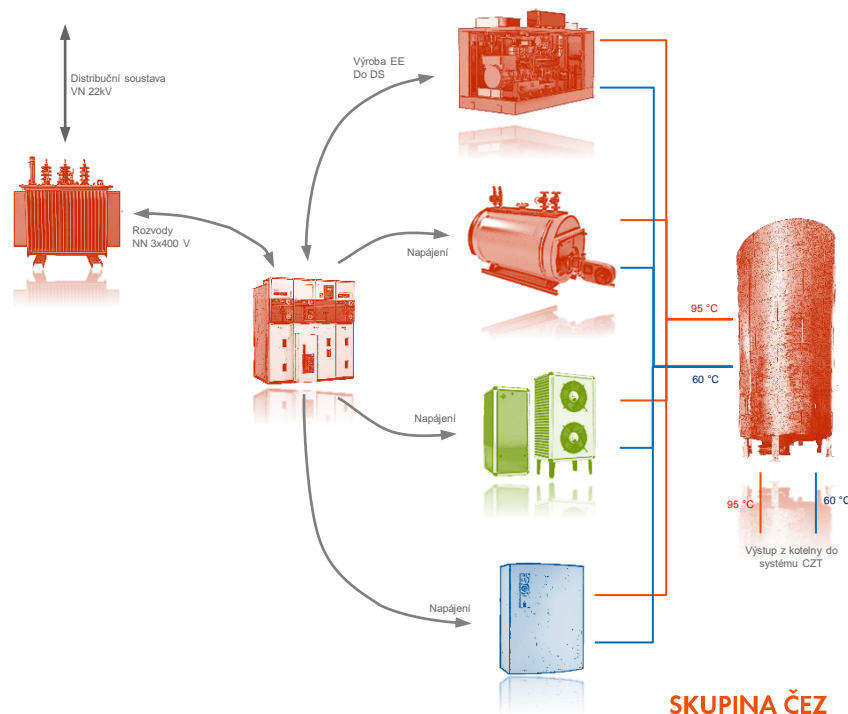 Distribuční soustava
VN 22kV
Výroba EE
Do DS
Rozvody
NN 3x400 V
Napájení
95 °C
60 °C
Napájení
95 °C
60 °C
Výstup z kotelny do
systému CZT
Napájení
SKUPINA ČEZ